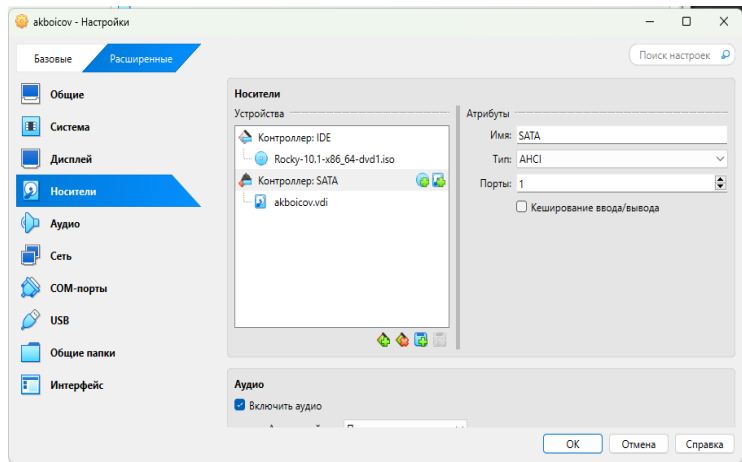 akboicov - Настройки
Базовые Расширенные Поиск настроек
Общие
Система
Дисплей
Носители
Аудио
Сеть
COM-порты
USB
Общие папки
Интерфейс
Носители
Устройства
Контроллер: IDE
Rocky-10.1-x86_64-dvd1.iso
Контроллер: SATA
akboicov.vdi
Атрибуты
Имя: SATA
Тип: AHCI
Порты: 1
Кеширование ввода/вывода
Аудио
Включить аудио
OK Отмена Справка